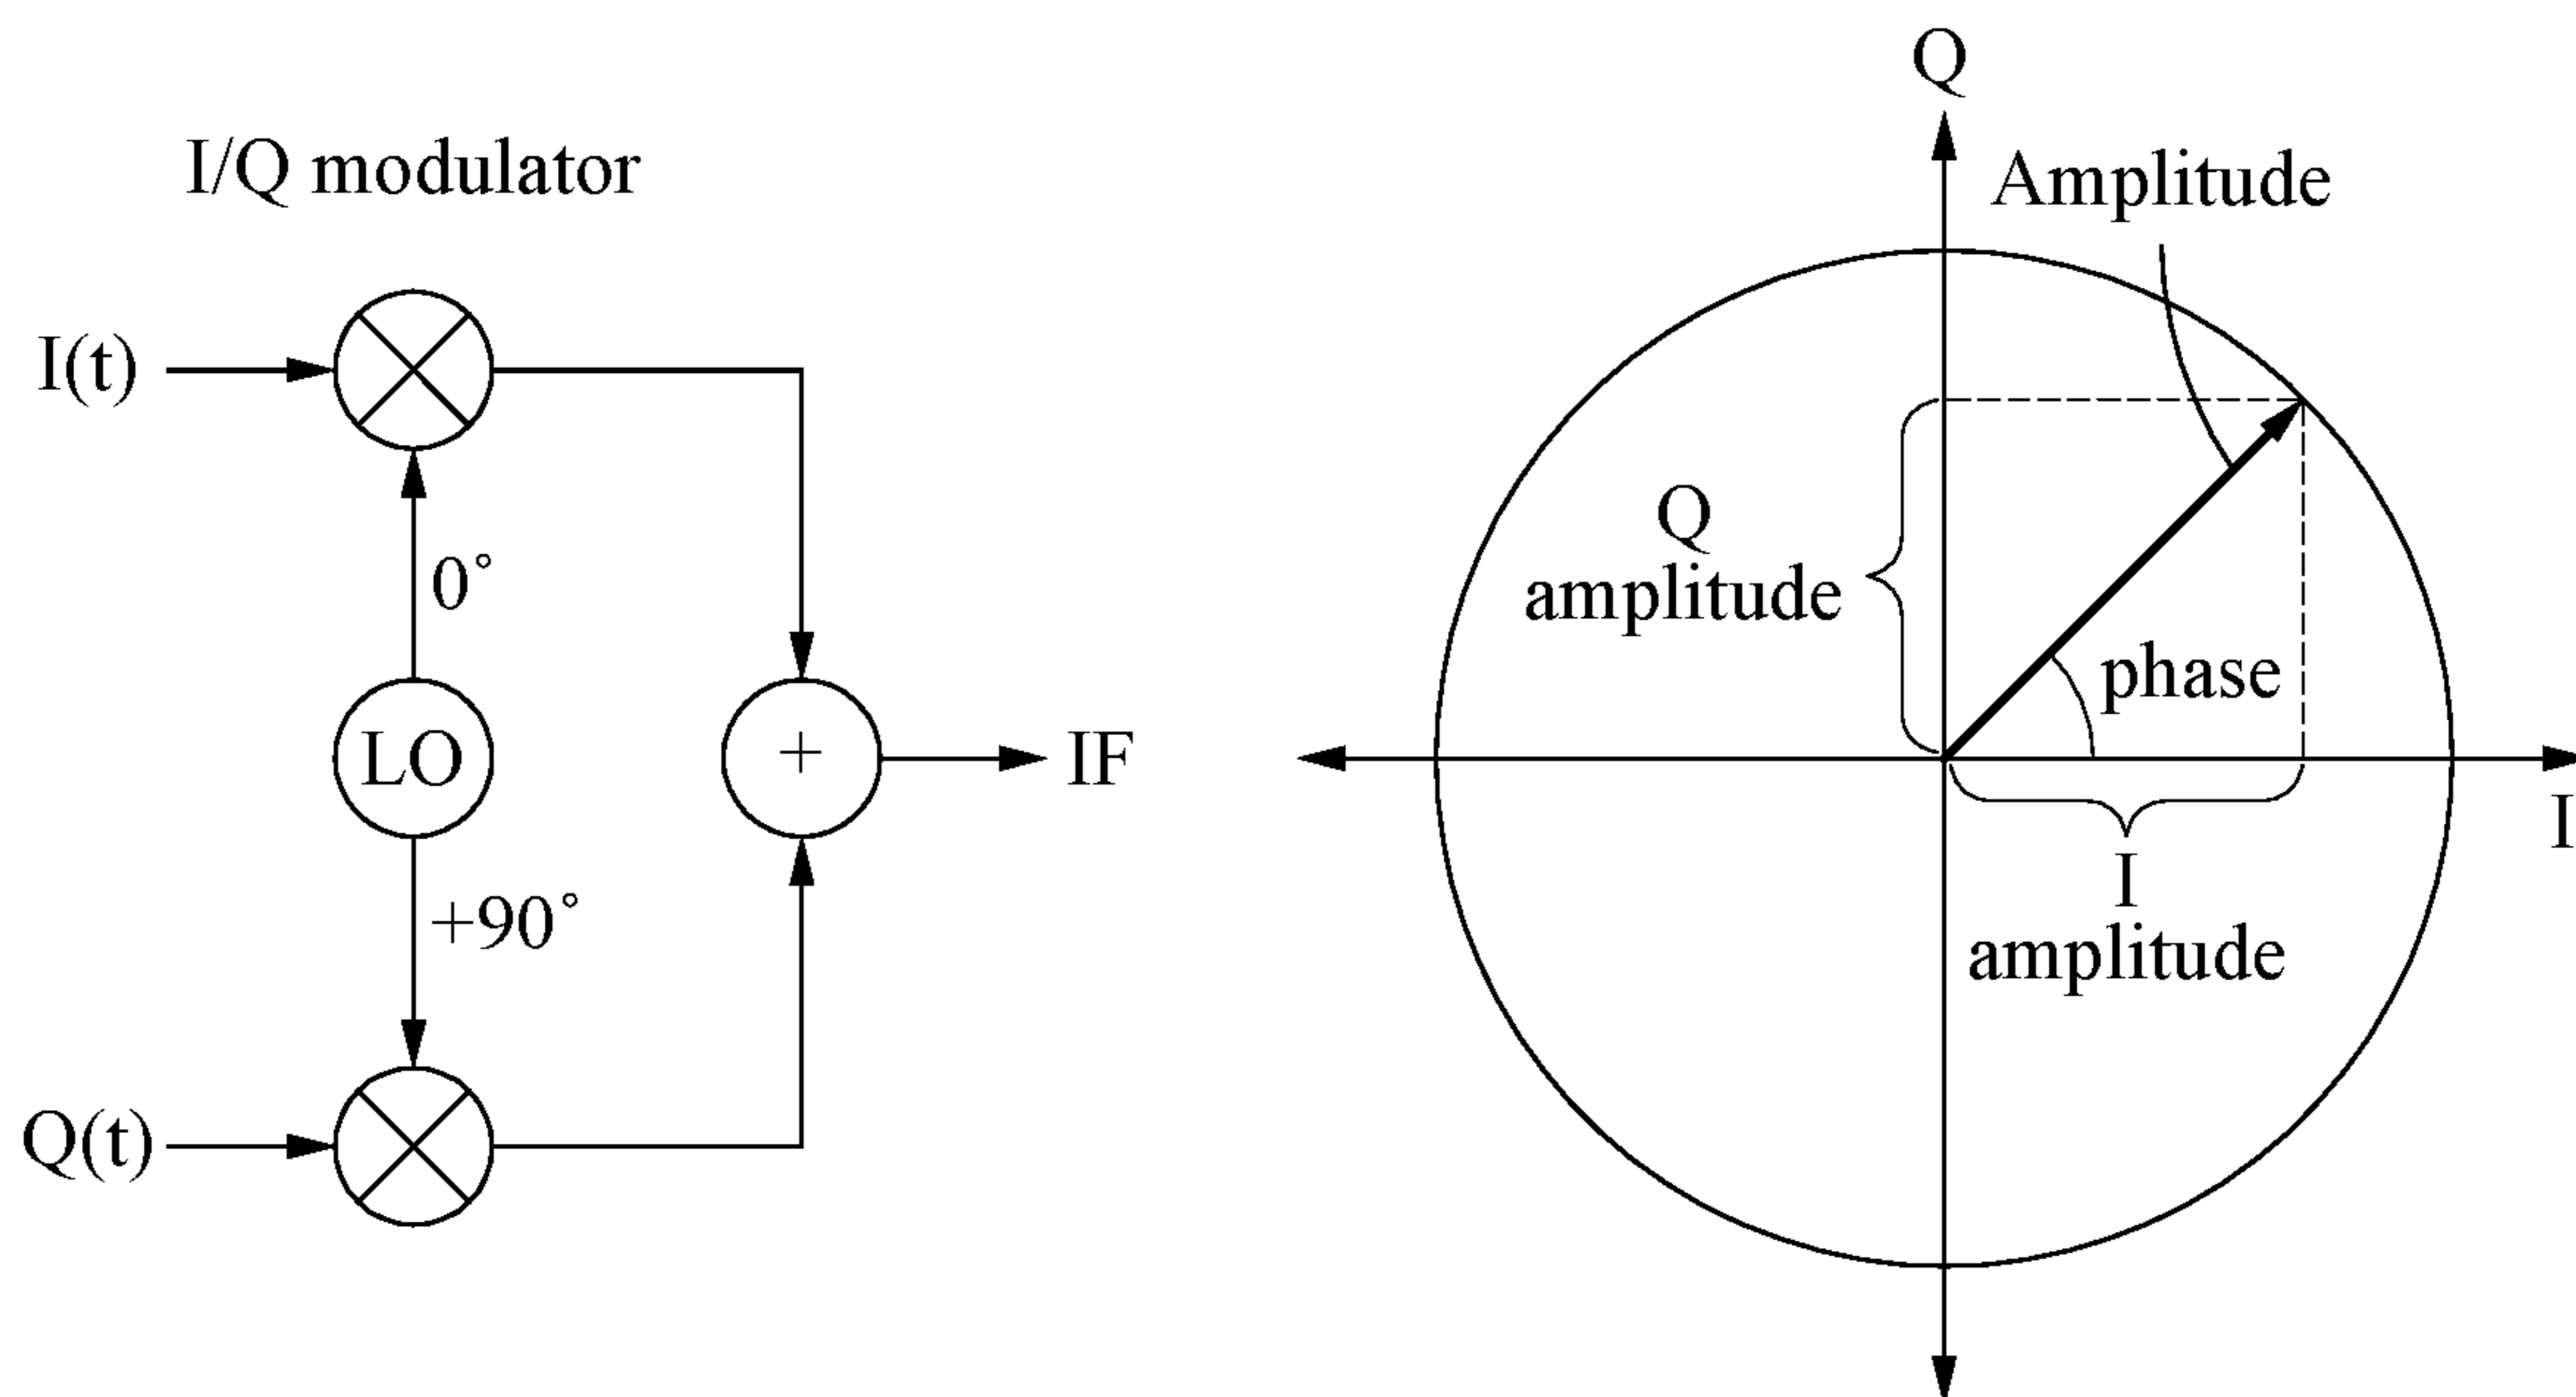 I/Q modulator
I(t)
0°
LO
+90°
Q(t)
+
IF
Q
Amplitude
Q
amplitude
phase
I
I
amplitude